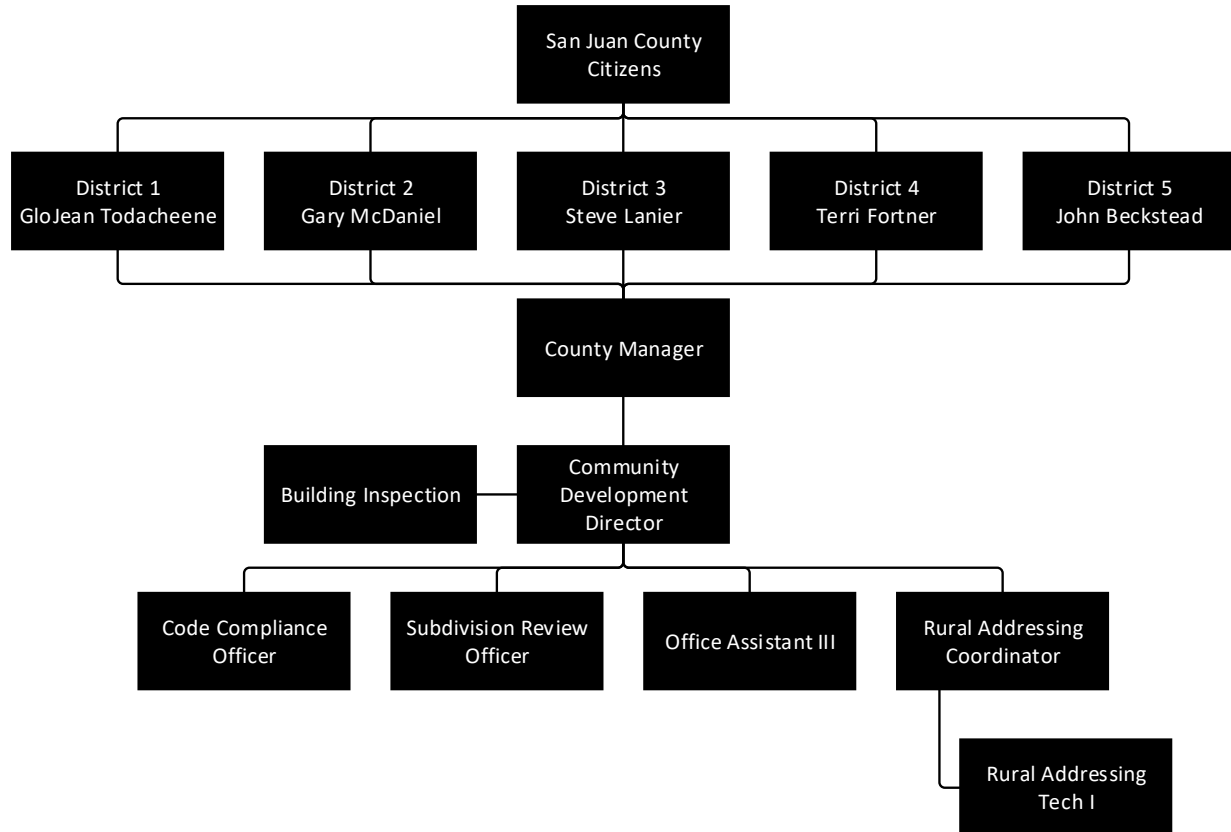 San Juan County
Citizens
District 1
GloJean Todacheene
District 2
Gary McDaniel
District 3
Steve Lanier
District 4
Terri Fortner
District 5
John Beckstead
County Manager
Building Inspection
Community
Development
Director
Code Compliance
Officer
Subdivision Review
Officer
Office Assistant III
Rural Addressing
Coordinator
Rural Addressing
Tech I